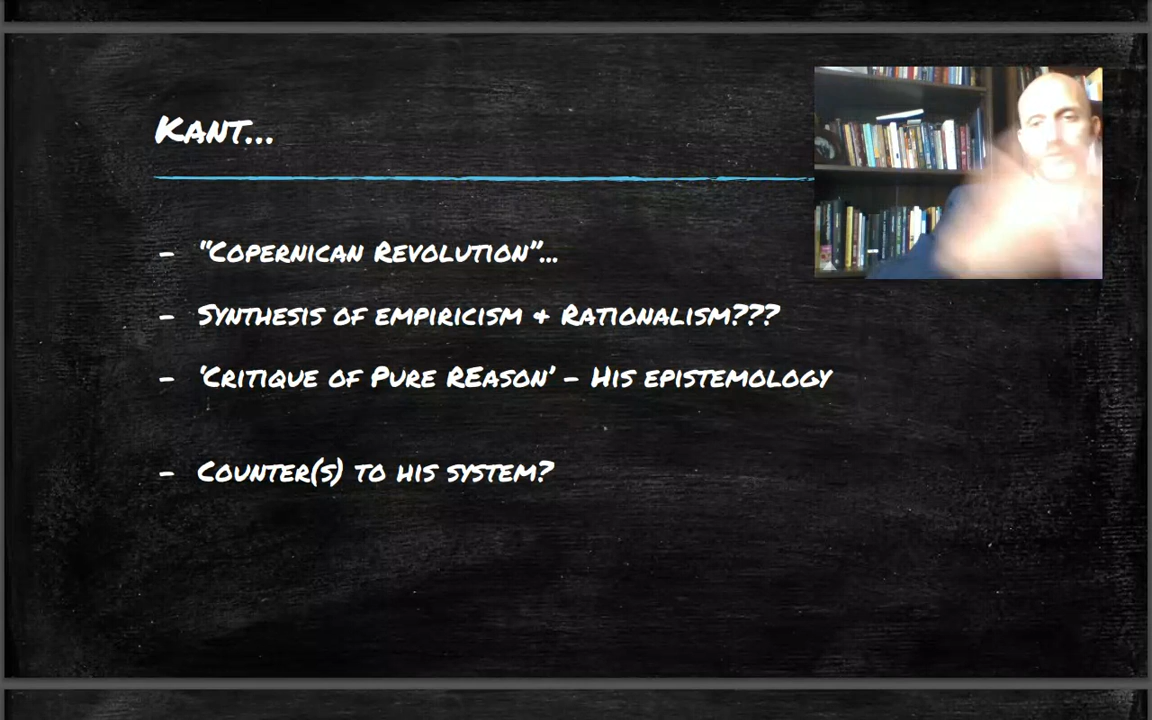 Kant...
- "Copernican Revolution"...
- Synthesis of empiricism & Rationalism???
- 'Critique of Pure REason' – His epistemology
- Counter(s) to his system?